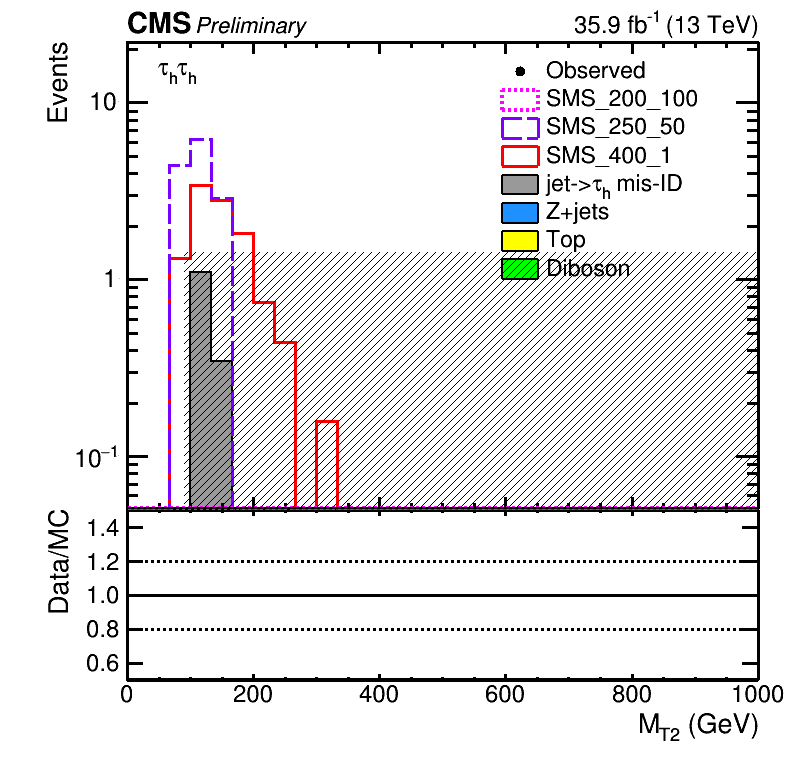 CMS Preliminary 35.9 fb⁻¹ (13 TeV)
Events
τₕτₕ
Observed
SMS_200_100
SMS_250_50
SMS_400_1
jet->τₕ mis-ID
Z+jets
Top
Diboson
10
1
10⁻¹
Data/MC
1.4
1.2
1.0
0.8
0.6
0 200 400 600 800 1000
M_T2 (GeV)